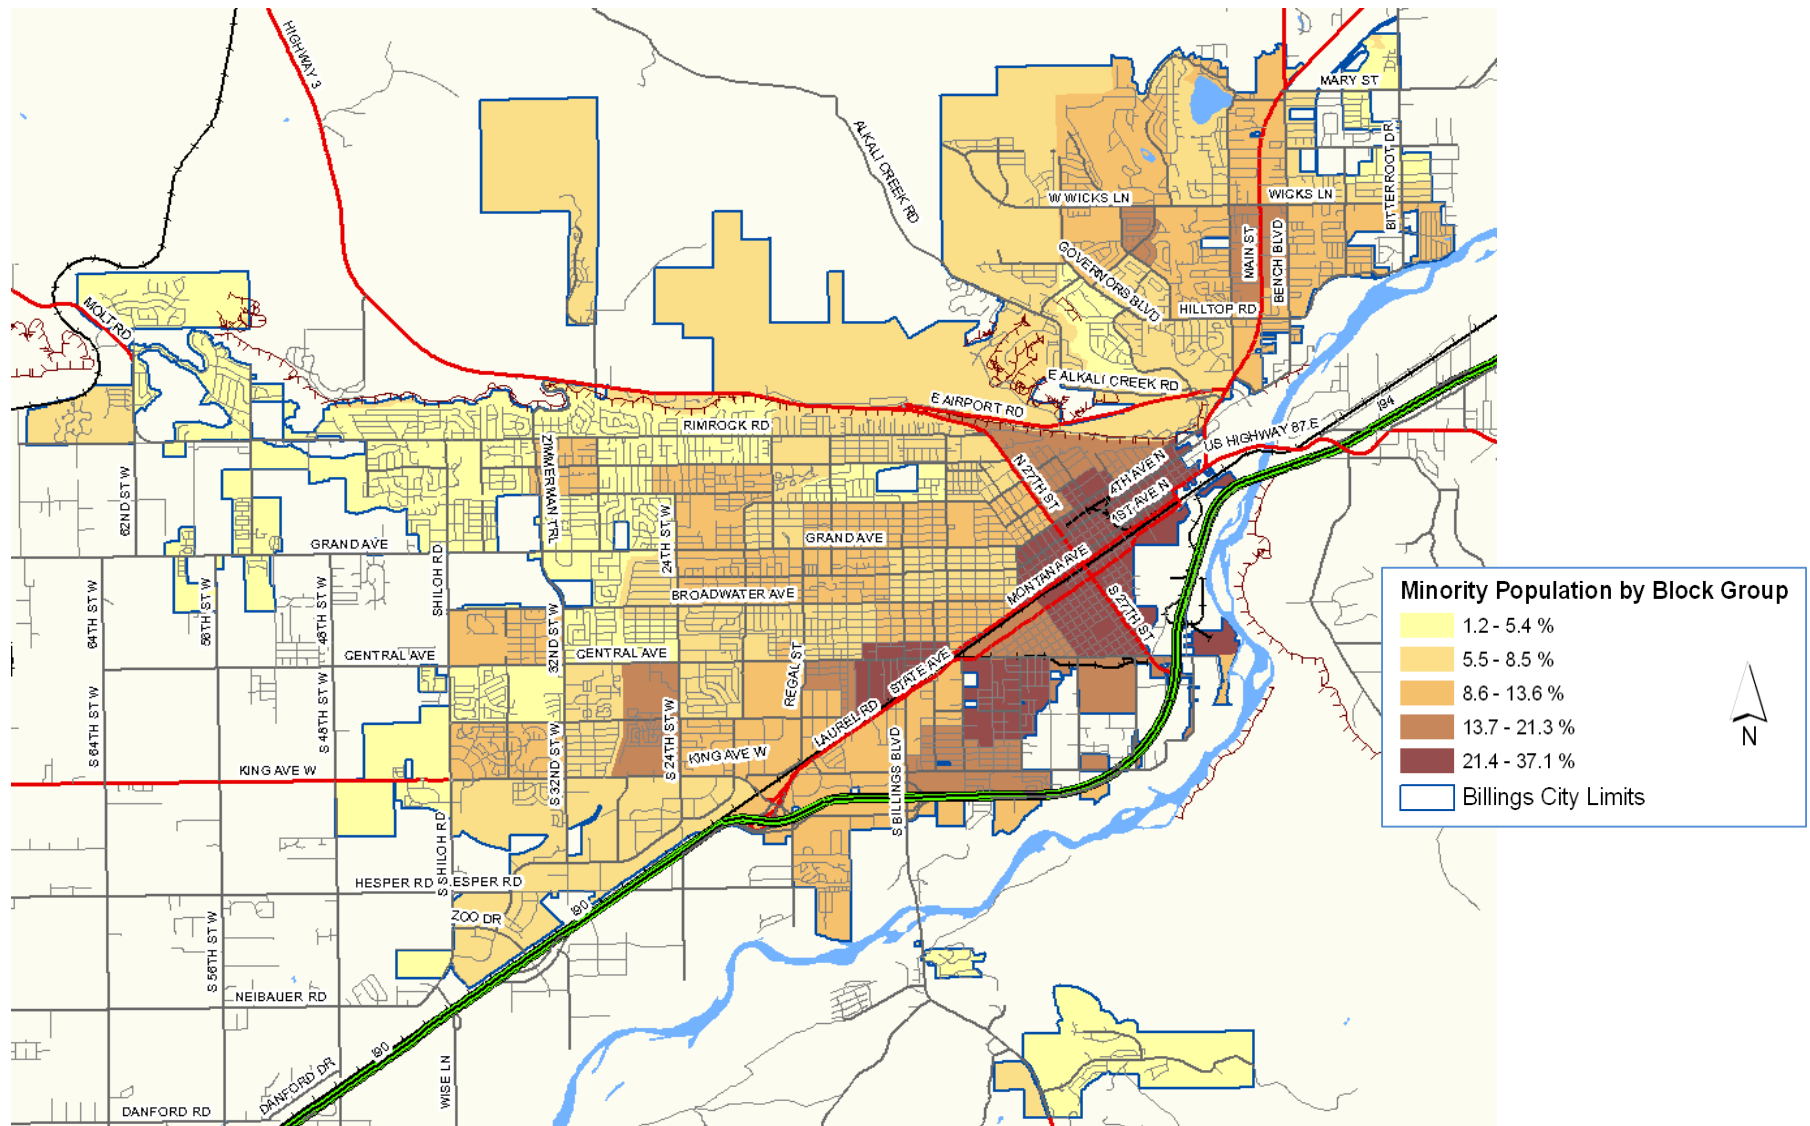 HIGHWAY 3
MARY ST
ALKALI CREEK RD
BITTERROOT DR
W WICKS LN
WICKS LN
MAIN ST
BENCH BLVD
GOVERNORS BLVD
HILLTOP RD
MOLT RD
E ALKALI CREEK RD
E AIRPORT RD
I94
RIMROCK RD
US HIGHWAY 87 E
ZIMMERMAN TRL
N 27TH ST
4TH AVE N
1ST AVE N
62ND ST W
24TH ST W
GRAND AVE
GRAND AVE
SHILOH RD
MONTANA AVE
BROADWATER AVE
64TH ST W
56TH ST W
48TH ST W
S 27TH ST
32ND ST W
CENTRAL AVE
CENTRAL AVE
REGAL ST
STATE AVE
S 64TH ST W
S 48TH ST W
S 24TH ST W
LAUREL RD
S 32ND ST W
KING AVE W
KING AVE W
S BILLINGS BLVD
S SHILOH RD
HESPER RD
ESPER RD
I90
ZOO DR
S 56TH ST W
NEIBAUER RD
I90
WISE LN
DANFORD DR
DANFORD RD
Minority Population by Block Group
1.2 - 5.4 %
5.5 - 8.5 %
8.6 - 13.6 %
13.7 - 21.3 %
21.4 - 37.1 %
Billings City Limits
N